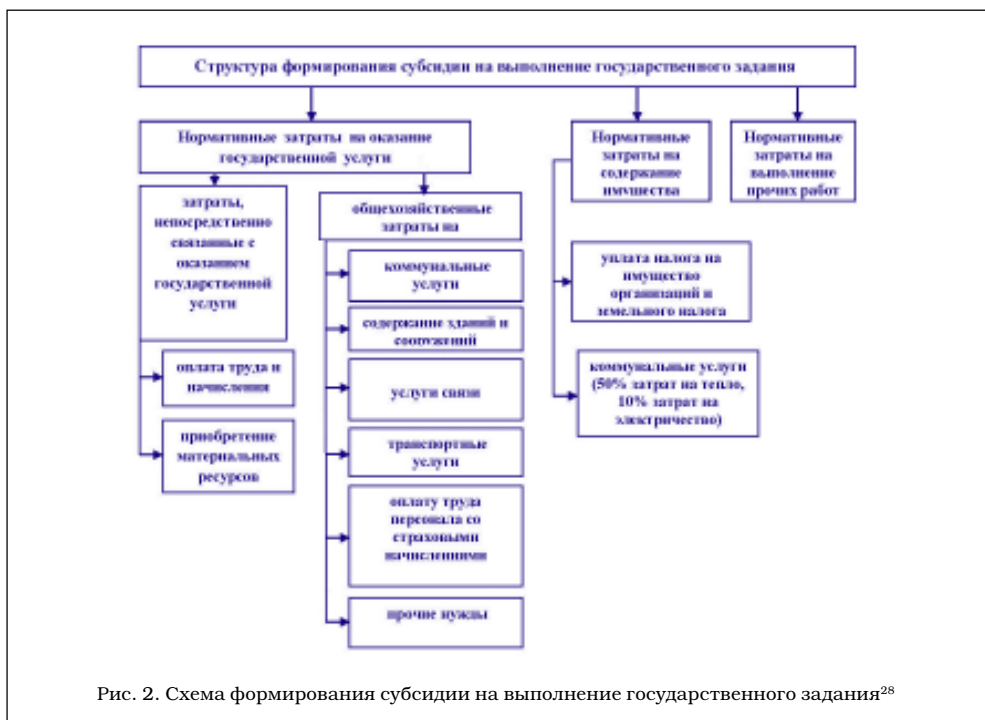 Структура формирования субсидии на выполнение государственного задания
Нормативные затраты на оказание
государственной услуги
Нормативные
затраты на
содержание
имущества
Нормативные
затраты на
выполнение
прочих работ
затраты,
непосредственно
связанные с
оказанием
государственной
услуги
оплата труда и
начисления
приобретение
материальных
ресурсов
общехозяйственные
затраты на
коммунальные
услуги
содержание зданий и
сооружений
услуги связи
транспортные
услуги
оплату труда
персонала со
страховыми
начислениями
прочие нужды
уплата налога на
имущество
организаций и
земельного налога
коммунальные услуги
(50% затрат на тепло,
10% затрат на
электричество)
Рис. 2. Схема формирования субсидии на выполнение государственного задания²⁸